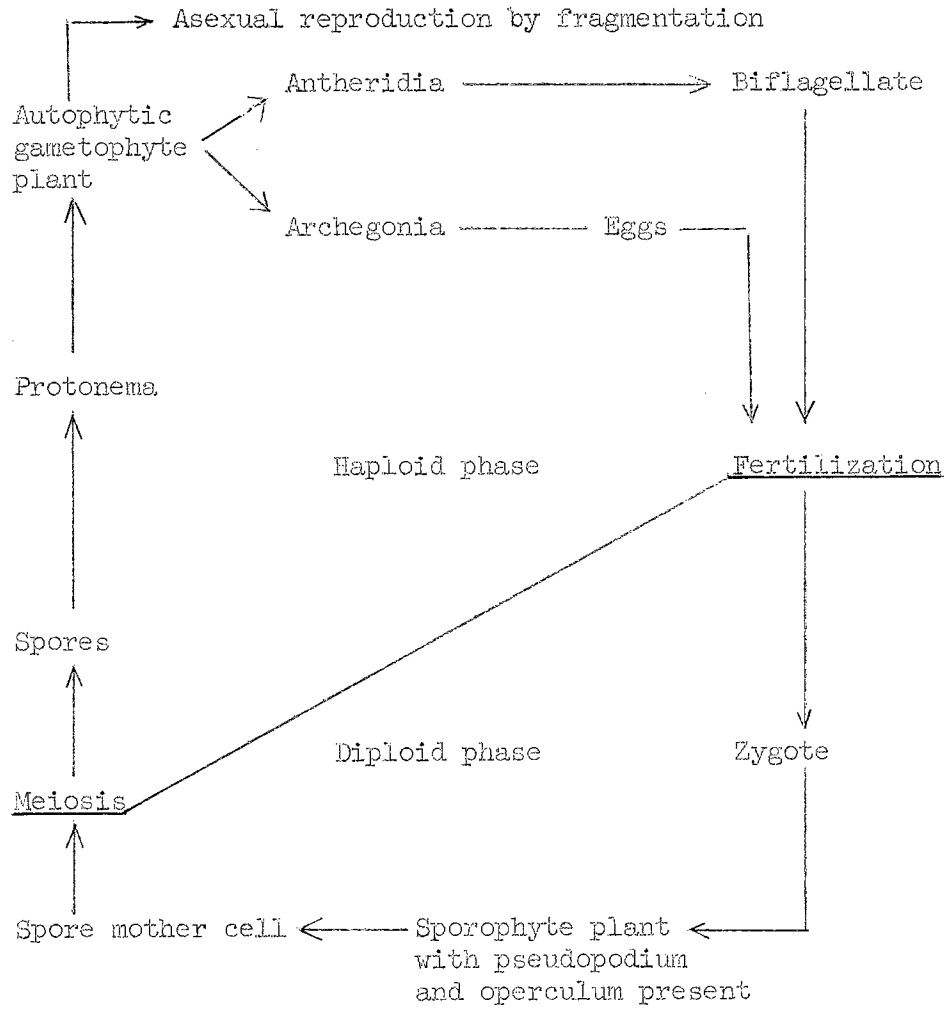 Asexual reproduction by fragmentation
Antheridia
Biflagellate
Autophytic
gametophyte
plant
Archegonia
Eggs
Protonema
Haploid phase
Fertilization
Spores
Diploid phase
Zygote
Meiosis
Spore mother cell
Sporophyte plant
with pseudopodium
and operculum present